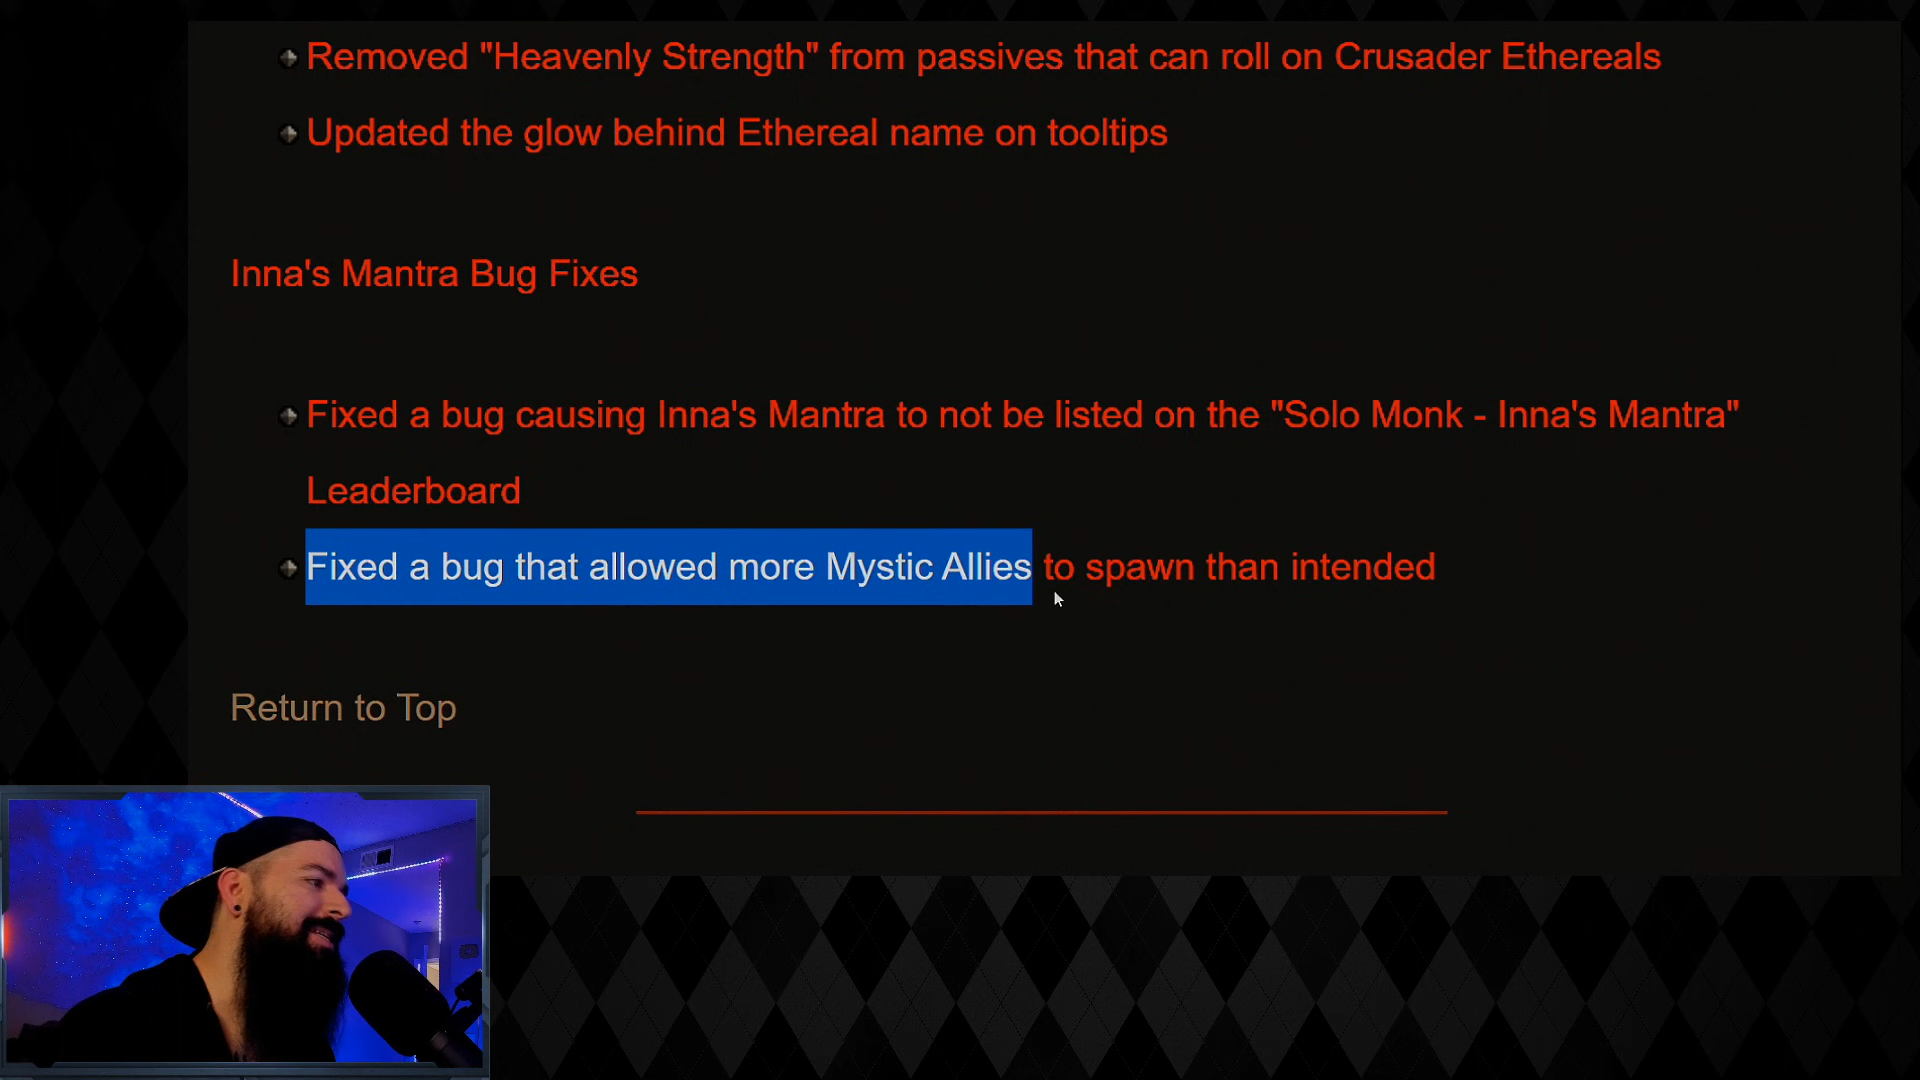 Removed "Heavenly Strength" from passives that can roll on Crusader Ethereals
Updated the glow behind Ethereal name on tooltips
Inna's Mantra Bug Fixes
Fixed a bug causing Inna's Mantra to not be listed on the "Solo Monk - Inna's Mantra"
Leaderboard
Fixed a bug that allowed more Mystic Allies to spawn than intended
Return to Top